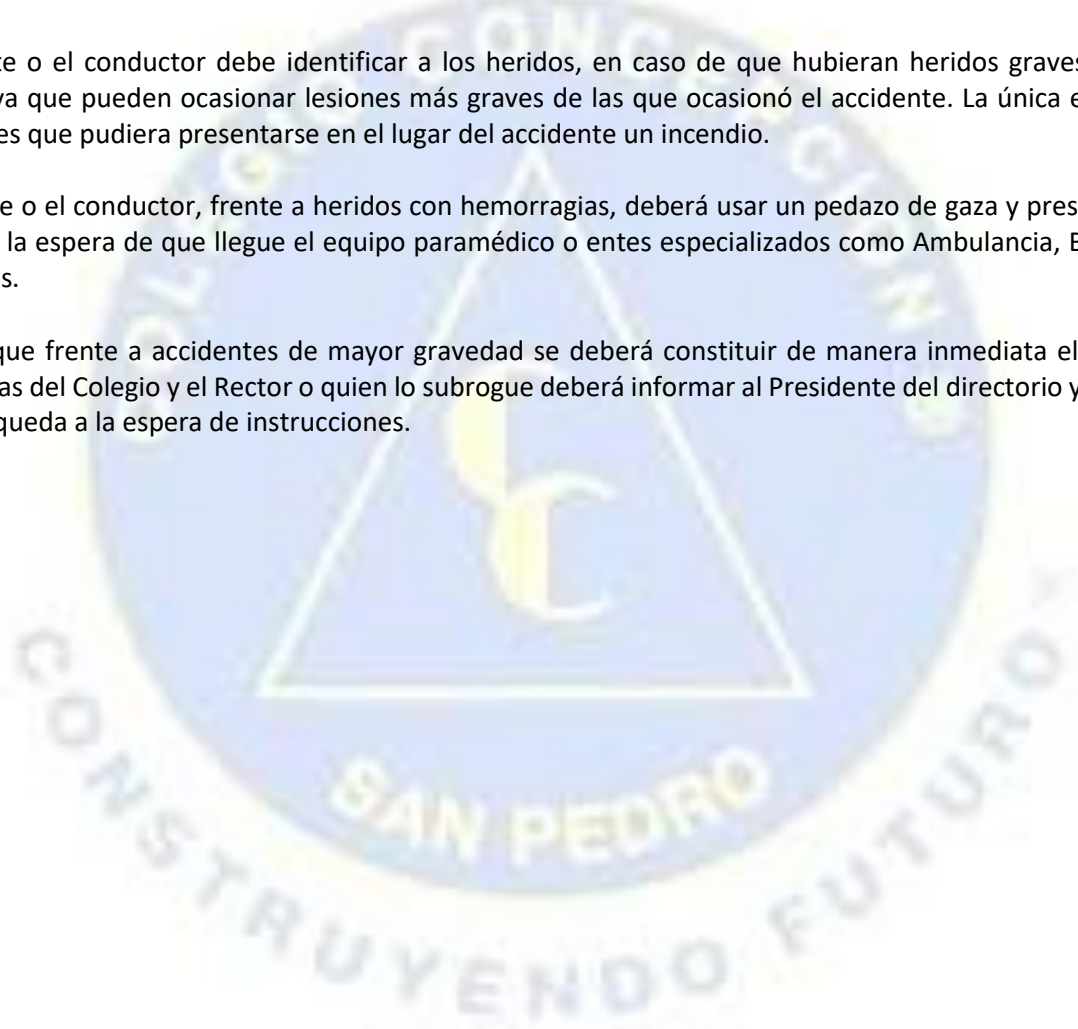 e o el conductor debe identificar a los heridos, en caso de que hubieran heridos graves
ya que pueden ocasionar lesiones más graves de las que ocasionó el accidente. La única e
es que pudiera presentarse en el lugar del accidente un incendio.
e o el conductor, frente a heridos con hemorragias, deberá usar un pedazo de gaza y pres
la espera de que llegue el equipo paramédico o entes especializados como Ambulancia, B
s.
que frente a accidentes de mayor gravedad se deberá constituir de manera inmediata el
as del Colegio y el Rector o quien lo subrogue deberá informar al Presidente del directorio y
queda a la espera de instrucciones.
COLEGIO CONCEPCION
CC
SAN PEDRO
CONSTRUYENDO FUTURO